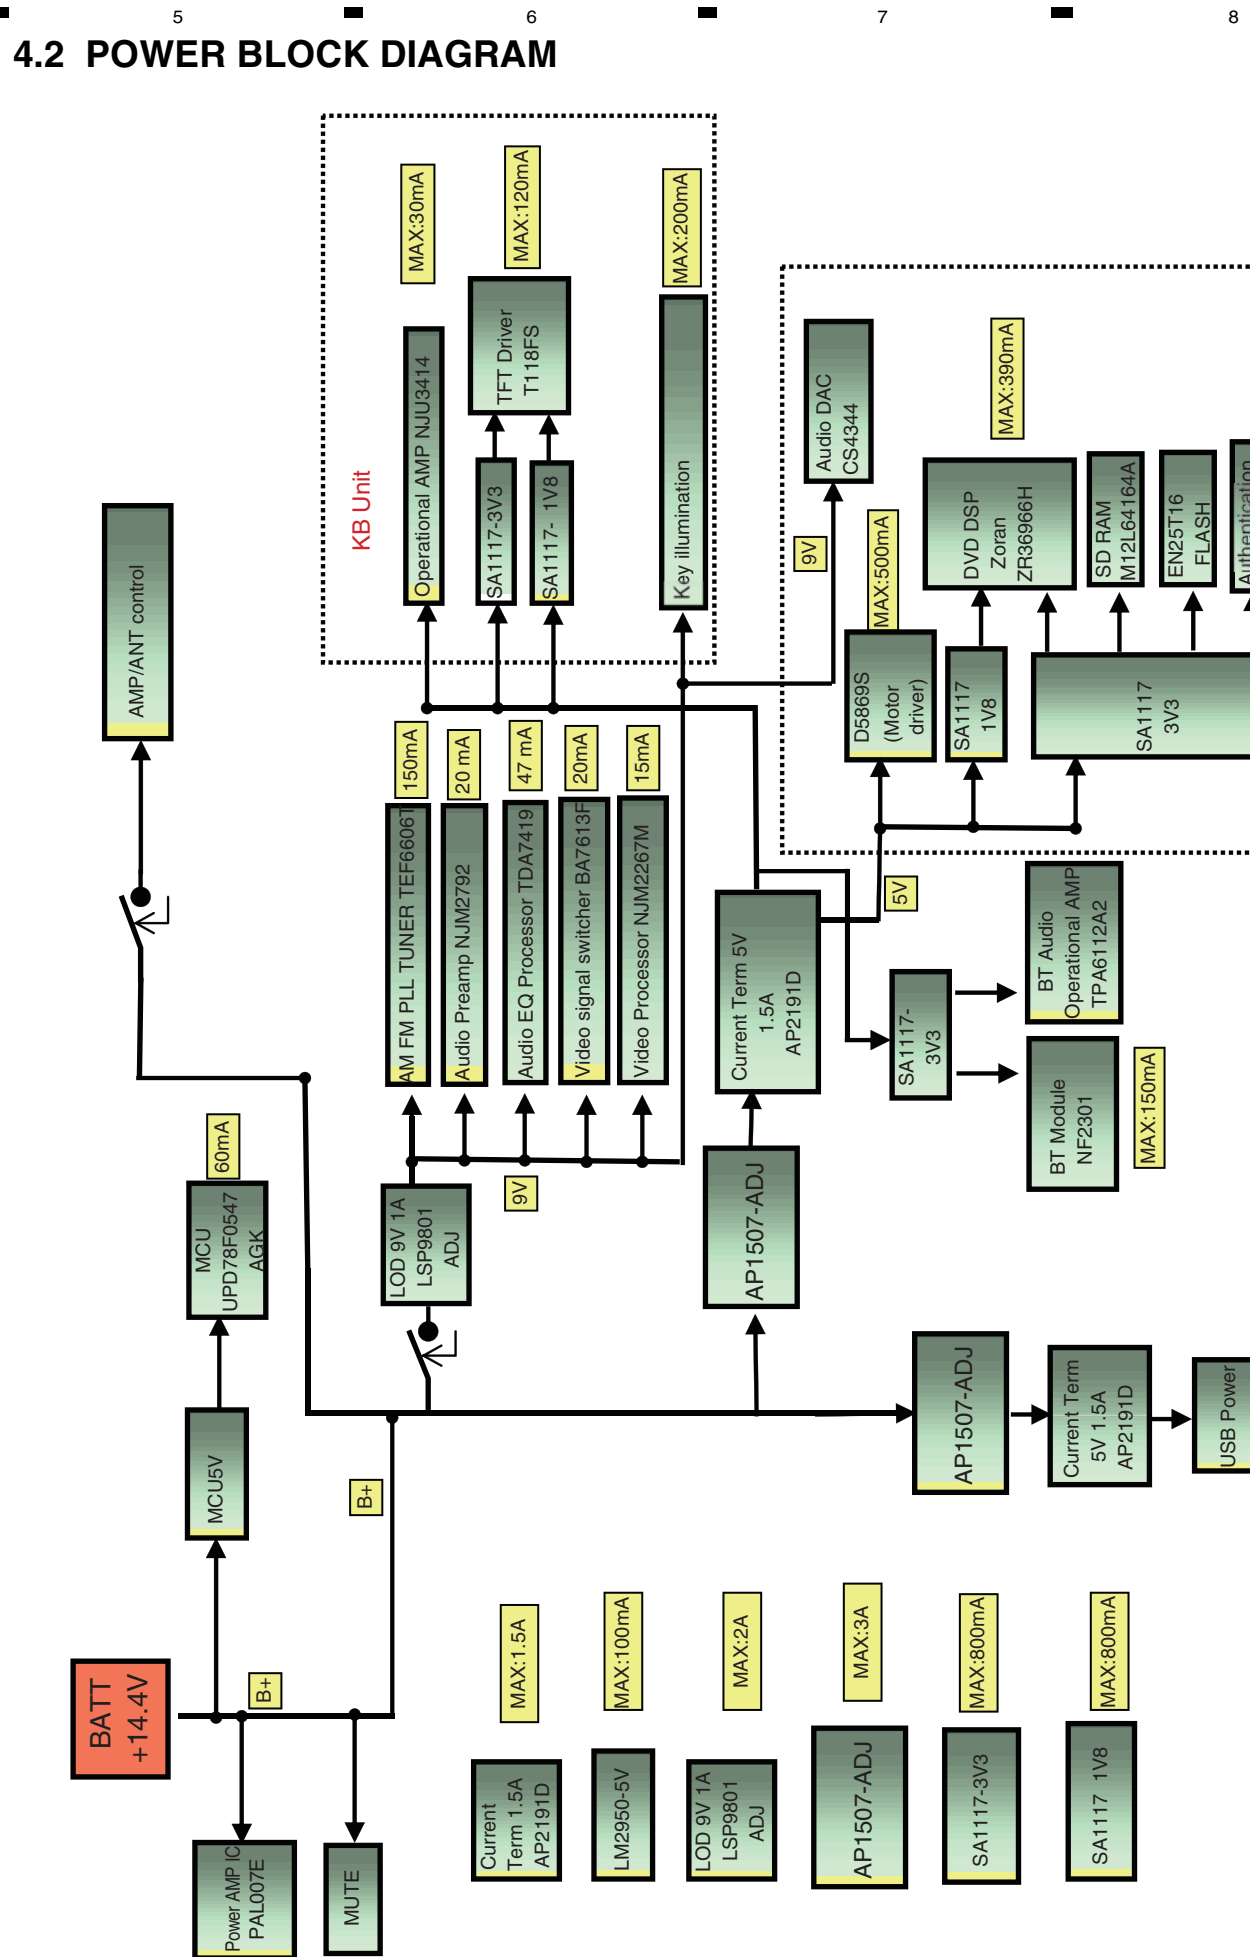 5
6
7
8
4.2 POWER BLOCK DIAGRAM
MAX:30mA
MAX:120mA
MAX:200mA
KB Unit
Operational AMP NJU3414
TFT Driver
T118FS
SA1117-3V3
SA1117- 1V8
Key illumination
AMP/ANT control
Audio DAC
CS4344
MAX:390mA
9V
MAX:500mA
DVD DSP
Zoran
ZR36966H
SD RAM
M12L64164A
EN25T16
FLASH
Authentication
D5869S
(Motor
driver)
SA1117
1V8
SA1117
3V3
150mA
20 mA
47 mA
20mA
15mA
AM FM PLL TUNER TEF6606T
Audio Preamp NJM2792
Audio EQ Processor TDA7419
Video signal switcher BA7613F
Video Processor NJM2267M
Current Term 5V
1.5A
AP2191D
5V
BT Audio
Operational AMP
TPA6112A2
SA1117-
3V3
BT Module
NF2301
MAX:150mA
60mA
MCU
UPD78F0547
AGK
LOD 9V 1A
LSP9801
ADJ
9V
AP1507-ADJ
MCU5V
B+
AP1507-ADJ
Current Term
5V 1.5A
AP2191D
USB Power
BATT
+14.4V
B+
Power AMP IC
PAL007E
MUTE
MAX:1.5A
MAX:100mA
MAX:2A
MAX:3A
MAX:800mA
MAX:800mA
Current
Term 1.5A
AP2191D
LM2950-5V
LOD 9V 1A
LSP9801
ADJ
AP1507-ADJ
SA1117-3V3
SA1117 1V8